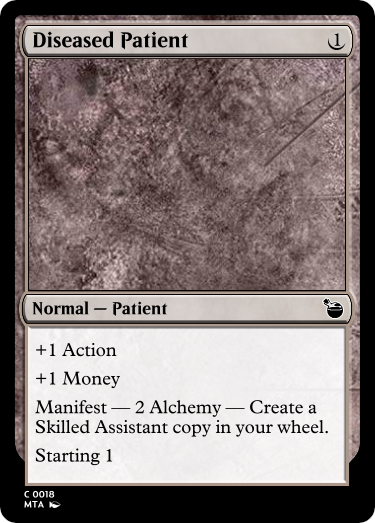 Diseased Patient 1
Normal — Patient
+1 Action
+1 Money
Manifest — 2 Alchemy — Create a
Skilled Assistant copy in your wheel.
Starting 1
C 0018
MTA